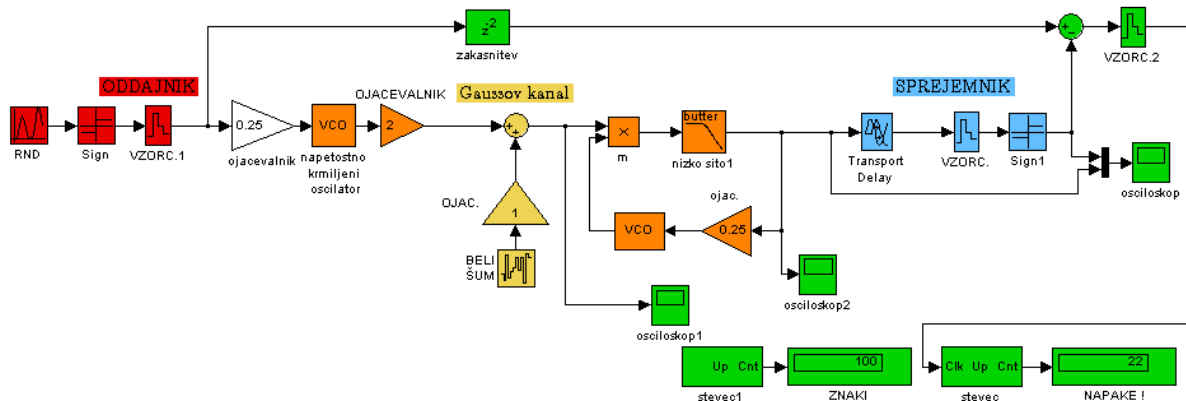 z-2
zakasnitev
VZORC.2
ODDAJNIK
RND
Sign
VZORC.1
0.25
ojacevalnik
VCO
napetostno
krmiljeni
oscilator
OJACEVALNIK
2
Gaussov kanal
OJAC.
1
BELI
ŠUM
×
m
butter
nizko sito1
SPREJEMNIK
Transport
Delay
VZORC.
Sign1
osciloskop
VCO
ojac.
0.25
osciloskop2
osciloskop1
Up Cnt
stevec1
100
ZNAKI
Clk Up Cnt
stevec
22
NAPAKE !